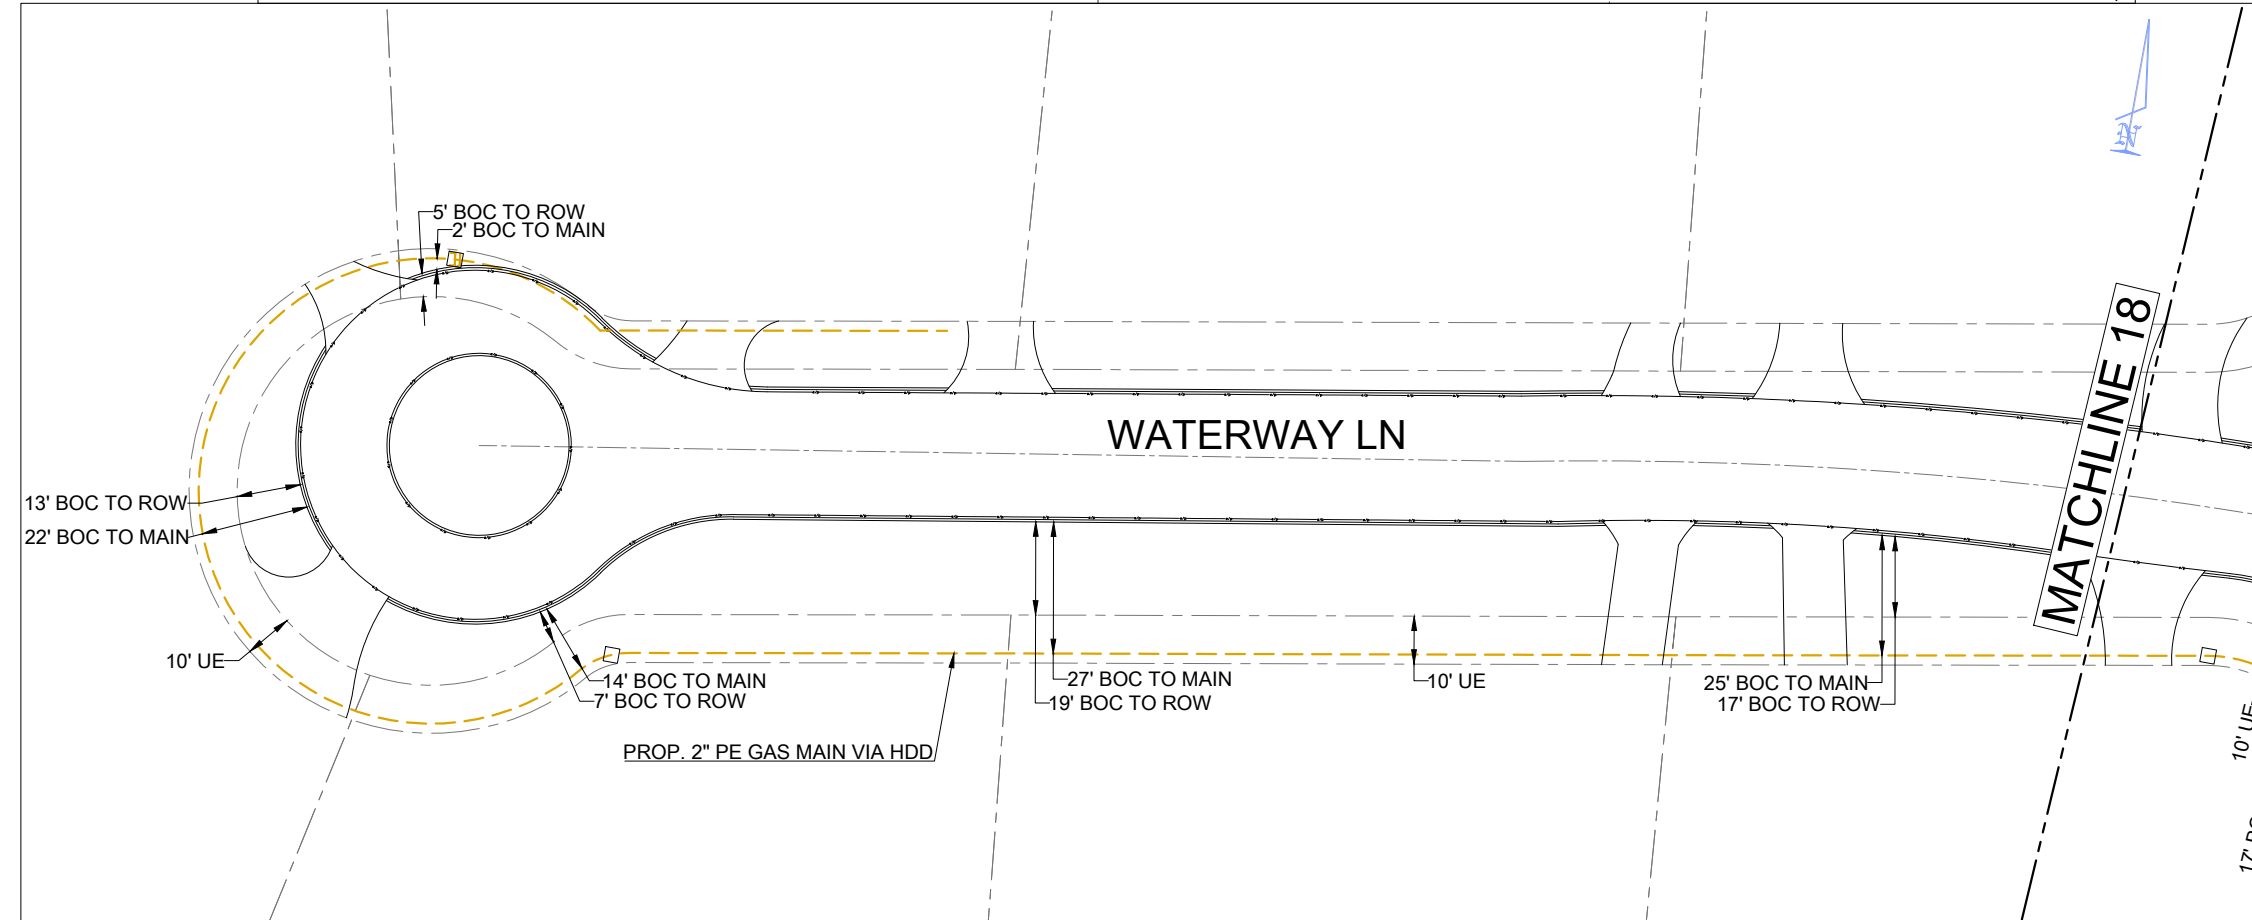 5' BOC TO ROW
2' BOC TO MAIN
N
WATERWAY LN
MATCHLINE 18
13' BOC TO ROW
22' BOC TO MAIN
10' UE
14' BOC TO MAIN
7' BOC TO ROW
27' BOC TO MAIN
19' BOC TO ROW
10' UE
25' BOC TO MAIN
17' BOC TO ROW
PROP. 2" PE GAS MAIN VIA HDD
10' UE